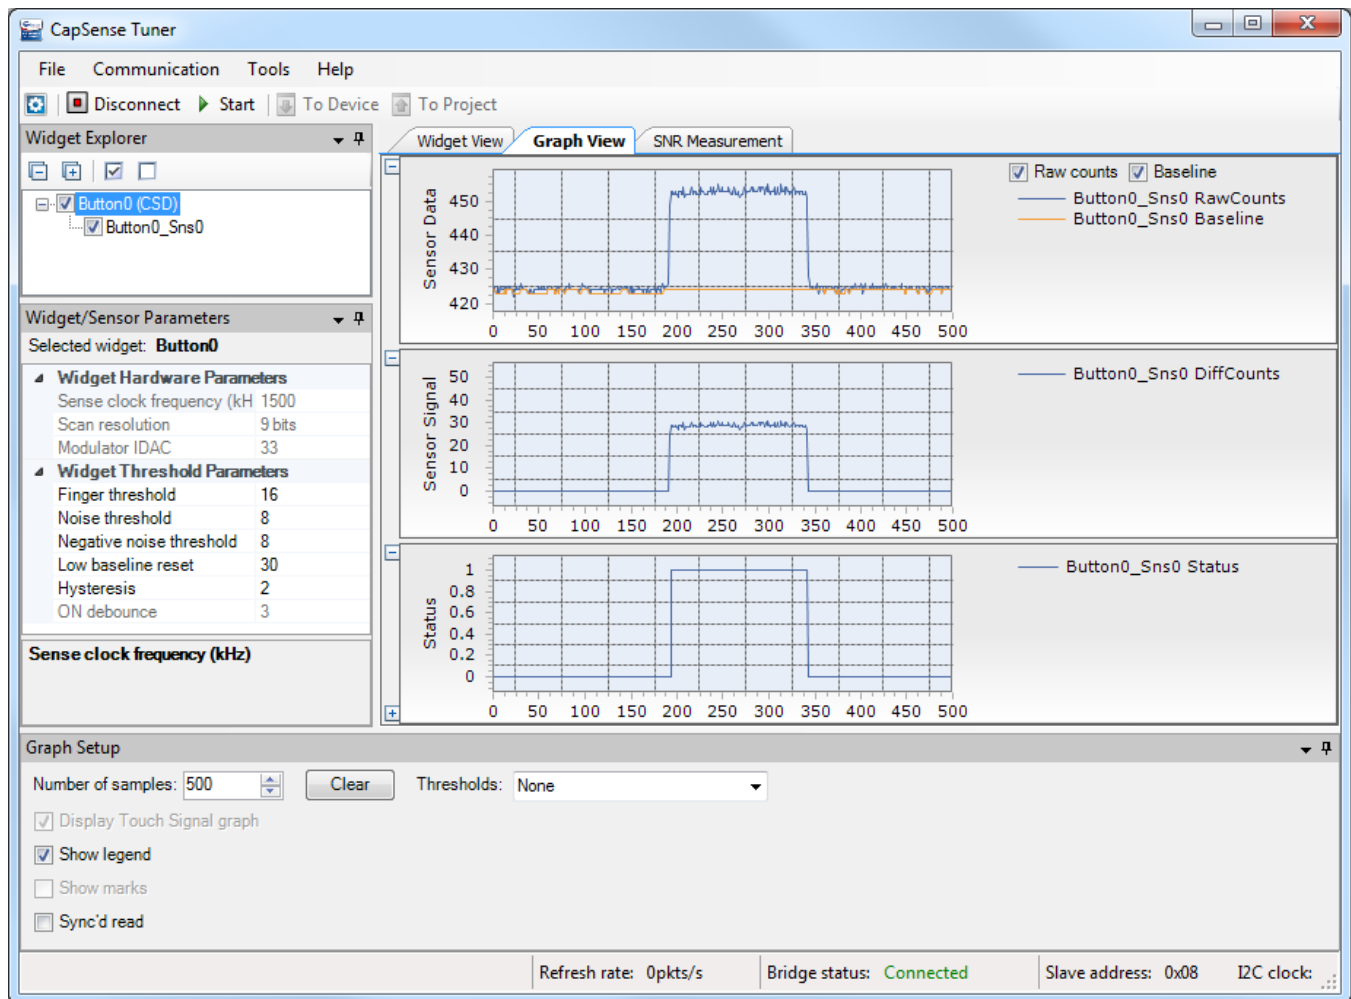 CapSense Tuner
File Communication Tools Help
Disconnect Start To Device To Project
Widget Explorer
Button0 (CSD)
Button0_Sns0
Widget/Sensor Parameters
Selected widget: Button0
Widget Hardware Parameters
Sense clock frequency (kH 1500
Scan resolution 9 bits
Modulator IDAC 33
Widget Threshold Parameters
Finger threshold 16
Noise threshold 8
Negative noise threshold 8
Low baseline reset 30
Hysteresis 2
ON debounce 3
Sense clock frequency (kHz)
Widget View Graph View SNR Measurement
Sensor Data
450
440
430
420
0 50 100 150 200 250 300 350 400 450 500
Raw counts Baseline
Button0_Sns0 RawCounts
Button0_Sns0 Baseline
Sensor Signal
50
40
30
20
10
0
0 50 100 150 200 250 300 350 400 450 500
Button0_Sns0 DiffCounts
Status
1
0.8
0.6
0.4
0.2
0
0 50 100 150 200 250 300 350 400 450 500
Button0_Sns0 Status
Graph Setup
Number of samples: 500 Clear Thresholds: None
Display Touch Signal graph
Show legend
Show marks
Sync'd read
Refresh rate: 0pkts/s Bridge status: Connected Slave address: 0x08 I2C clock: